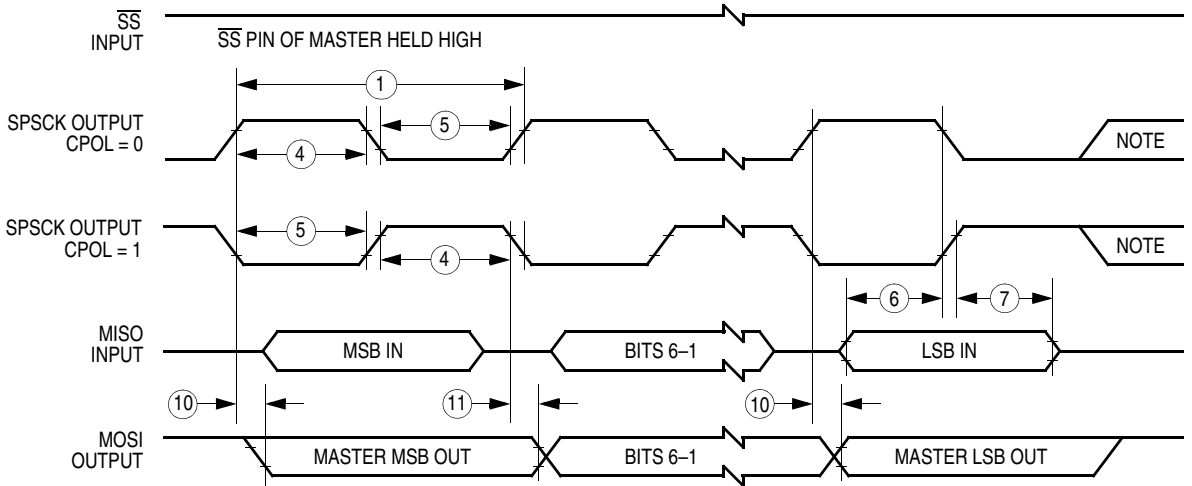 SS
INPUT
SS PIN OF MASTER HELD HIGH
1
SPSCK OUTPUT
CPOL = 0
5
4
NOTE
SPSCK OUTPUT
CPOL = 1
5
4
NOTE
6
7
MISO
INPUT
MSB IN
BITS 6–1
LSB IN
10
11
10
MOSI
OUTPUT
MASTER MSB OUT
BITS 6–1
MASTER LSB OUT